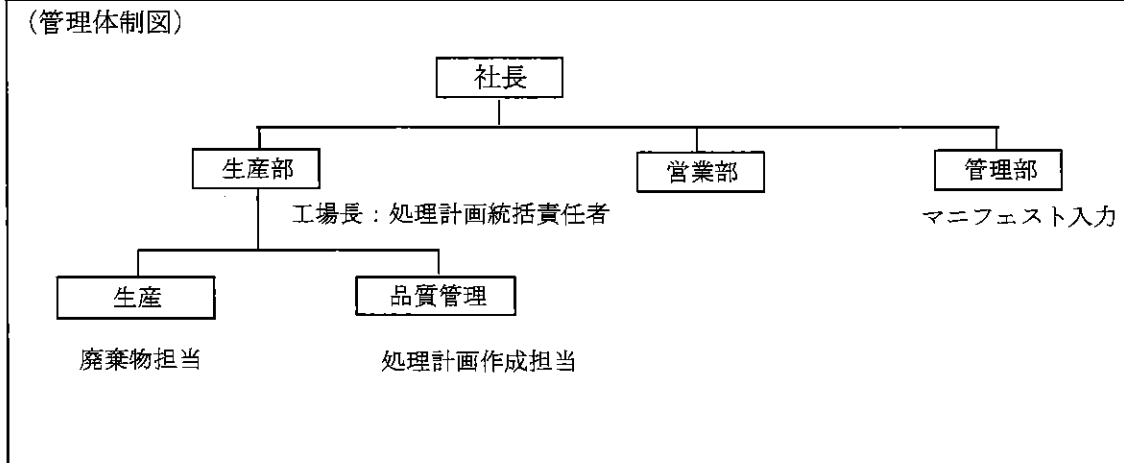 (管理体制図)
社長
生産部
営業部
管理部
工場長:処理計画統括責任者
マニフェスト入力
生産
品質管理
廃棄物担当
処理計画作成担当